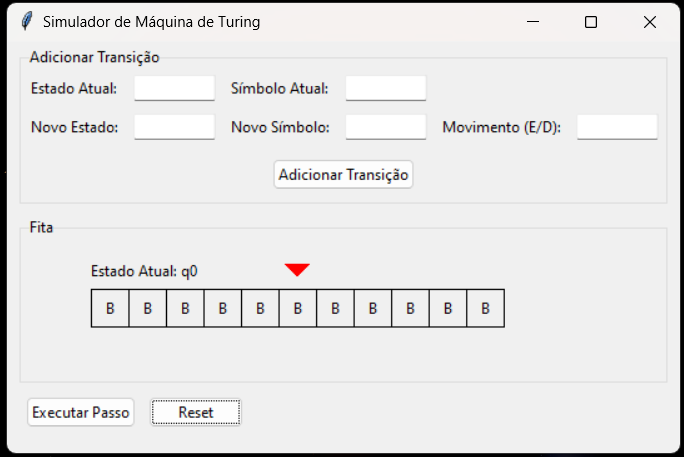 Simulador de Máquina de Turing
Adicionar Transição
Estado Atual: Símbolo Atual:
Novo Estado: Novo Símbolo: Movimento (E/D):
Adicionar Transição
Fita
Estado Atual: q0
B B B B B B B B B B B
Executar Passo Reset